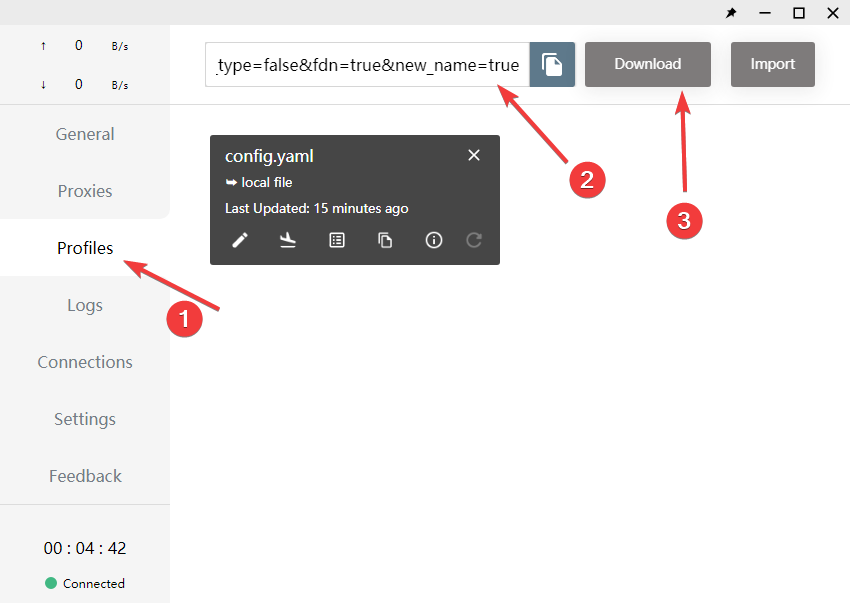 ↑ 0 B/s
↓ 0 B/s
General
Proxies
Profiles
Logs
Connections
Settings
Feedback
00 : 04 : 42
Connected
_type=false&fdn=true&new_name=true
Download
Import
config.yaml
local file
Last Updated: 15 minutes ago
1
2
3